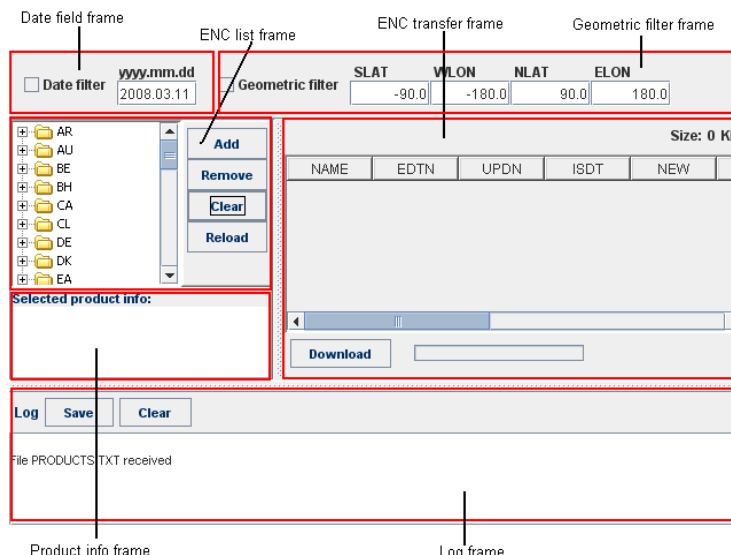 Date field frame
ENC list frame
ENC transfer frame
Geometric filter frame
Date filter
yyyy.mm.dd
2008.03.11
Geometric filter
SLAT WLON NLAT ELON
-90.0 -180.0 90.0 180.0
AR
AU
BE
BH
CA
CL
DE
DK
EA
Add
Remove
Clear
Reload
Size: 0
NAME EDTN UPDN ISDT NEW
Selected product info:
Download
Log Save Clear
File PRODUCTS.TXT received
Product info frame
Log frame